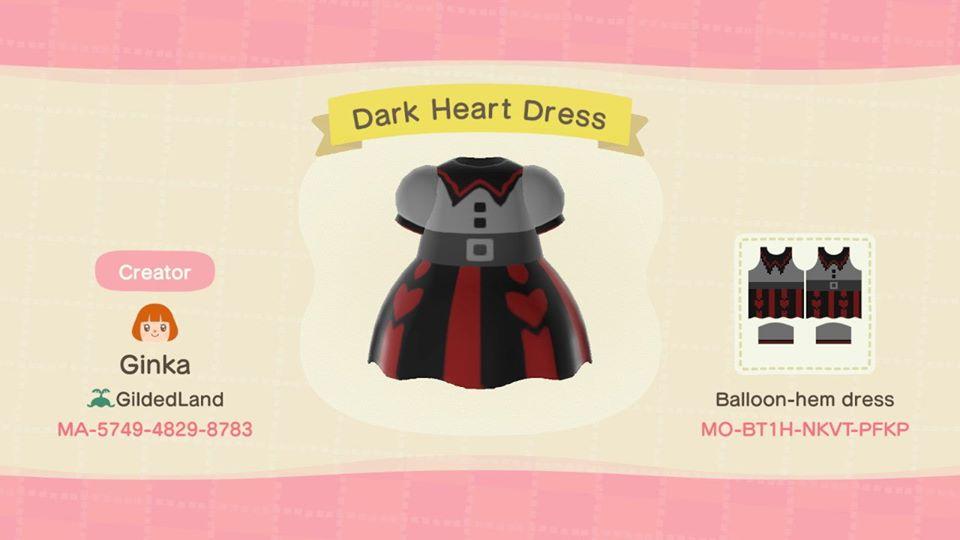 Dark Heart Dress
Creator
Ginka
GildedLand
MA-5749-4829-8783
Balloon-hem dress
MO-BT1H-NKVT-PFKP